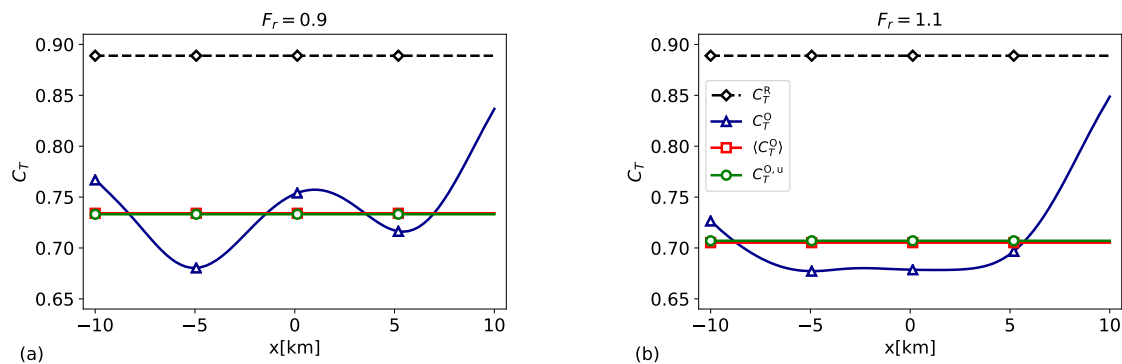 F_r = 0.9
0.90
0.85
0.80
0.75
0.70
0.65
C_T
−10
−5
0
5
10
x[km]
(a)
F_r = 1.1
0.90
0.85
0.80
0.75
0.70
0.65
C_T
C_T^R
C_T^O
⟨C_T^O⟩
C_T^{O, u}
−10
−5
0
5
10
x[km]
(b)